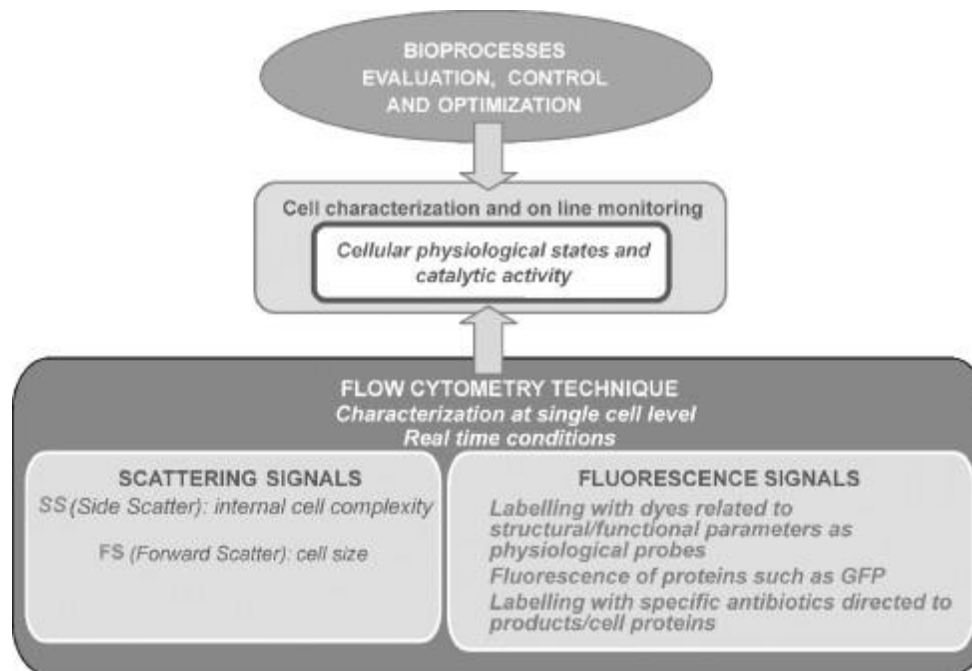 BIOPROCESSES
EVALUATION, CONTROL
AND OPTIMIZATION
Cell characterization and on line monitoring
Cellular physiological states and
catalytic activity
FLOW CYTOMETRY TECHNIQUE
Characterization at single cell level
Real time conditions
SCATTERING SIGNALS
SS (Side Scatter): internal cell complexity
FS (Forward Scatter): cell size
FLUORESCENCE SIGNALS
Labelling with dyes related to
structural/functional parameters as
physiological probes
Fluorescence of proteins such as GFP
Labelling with specific antibiotics directed to
products/cell proteins